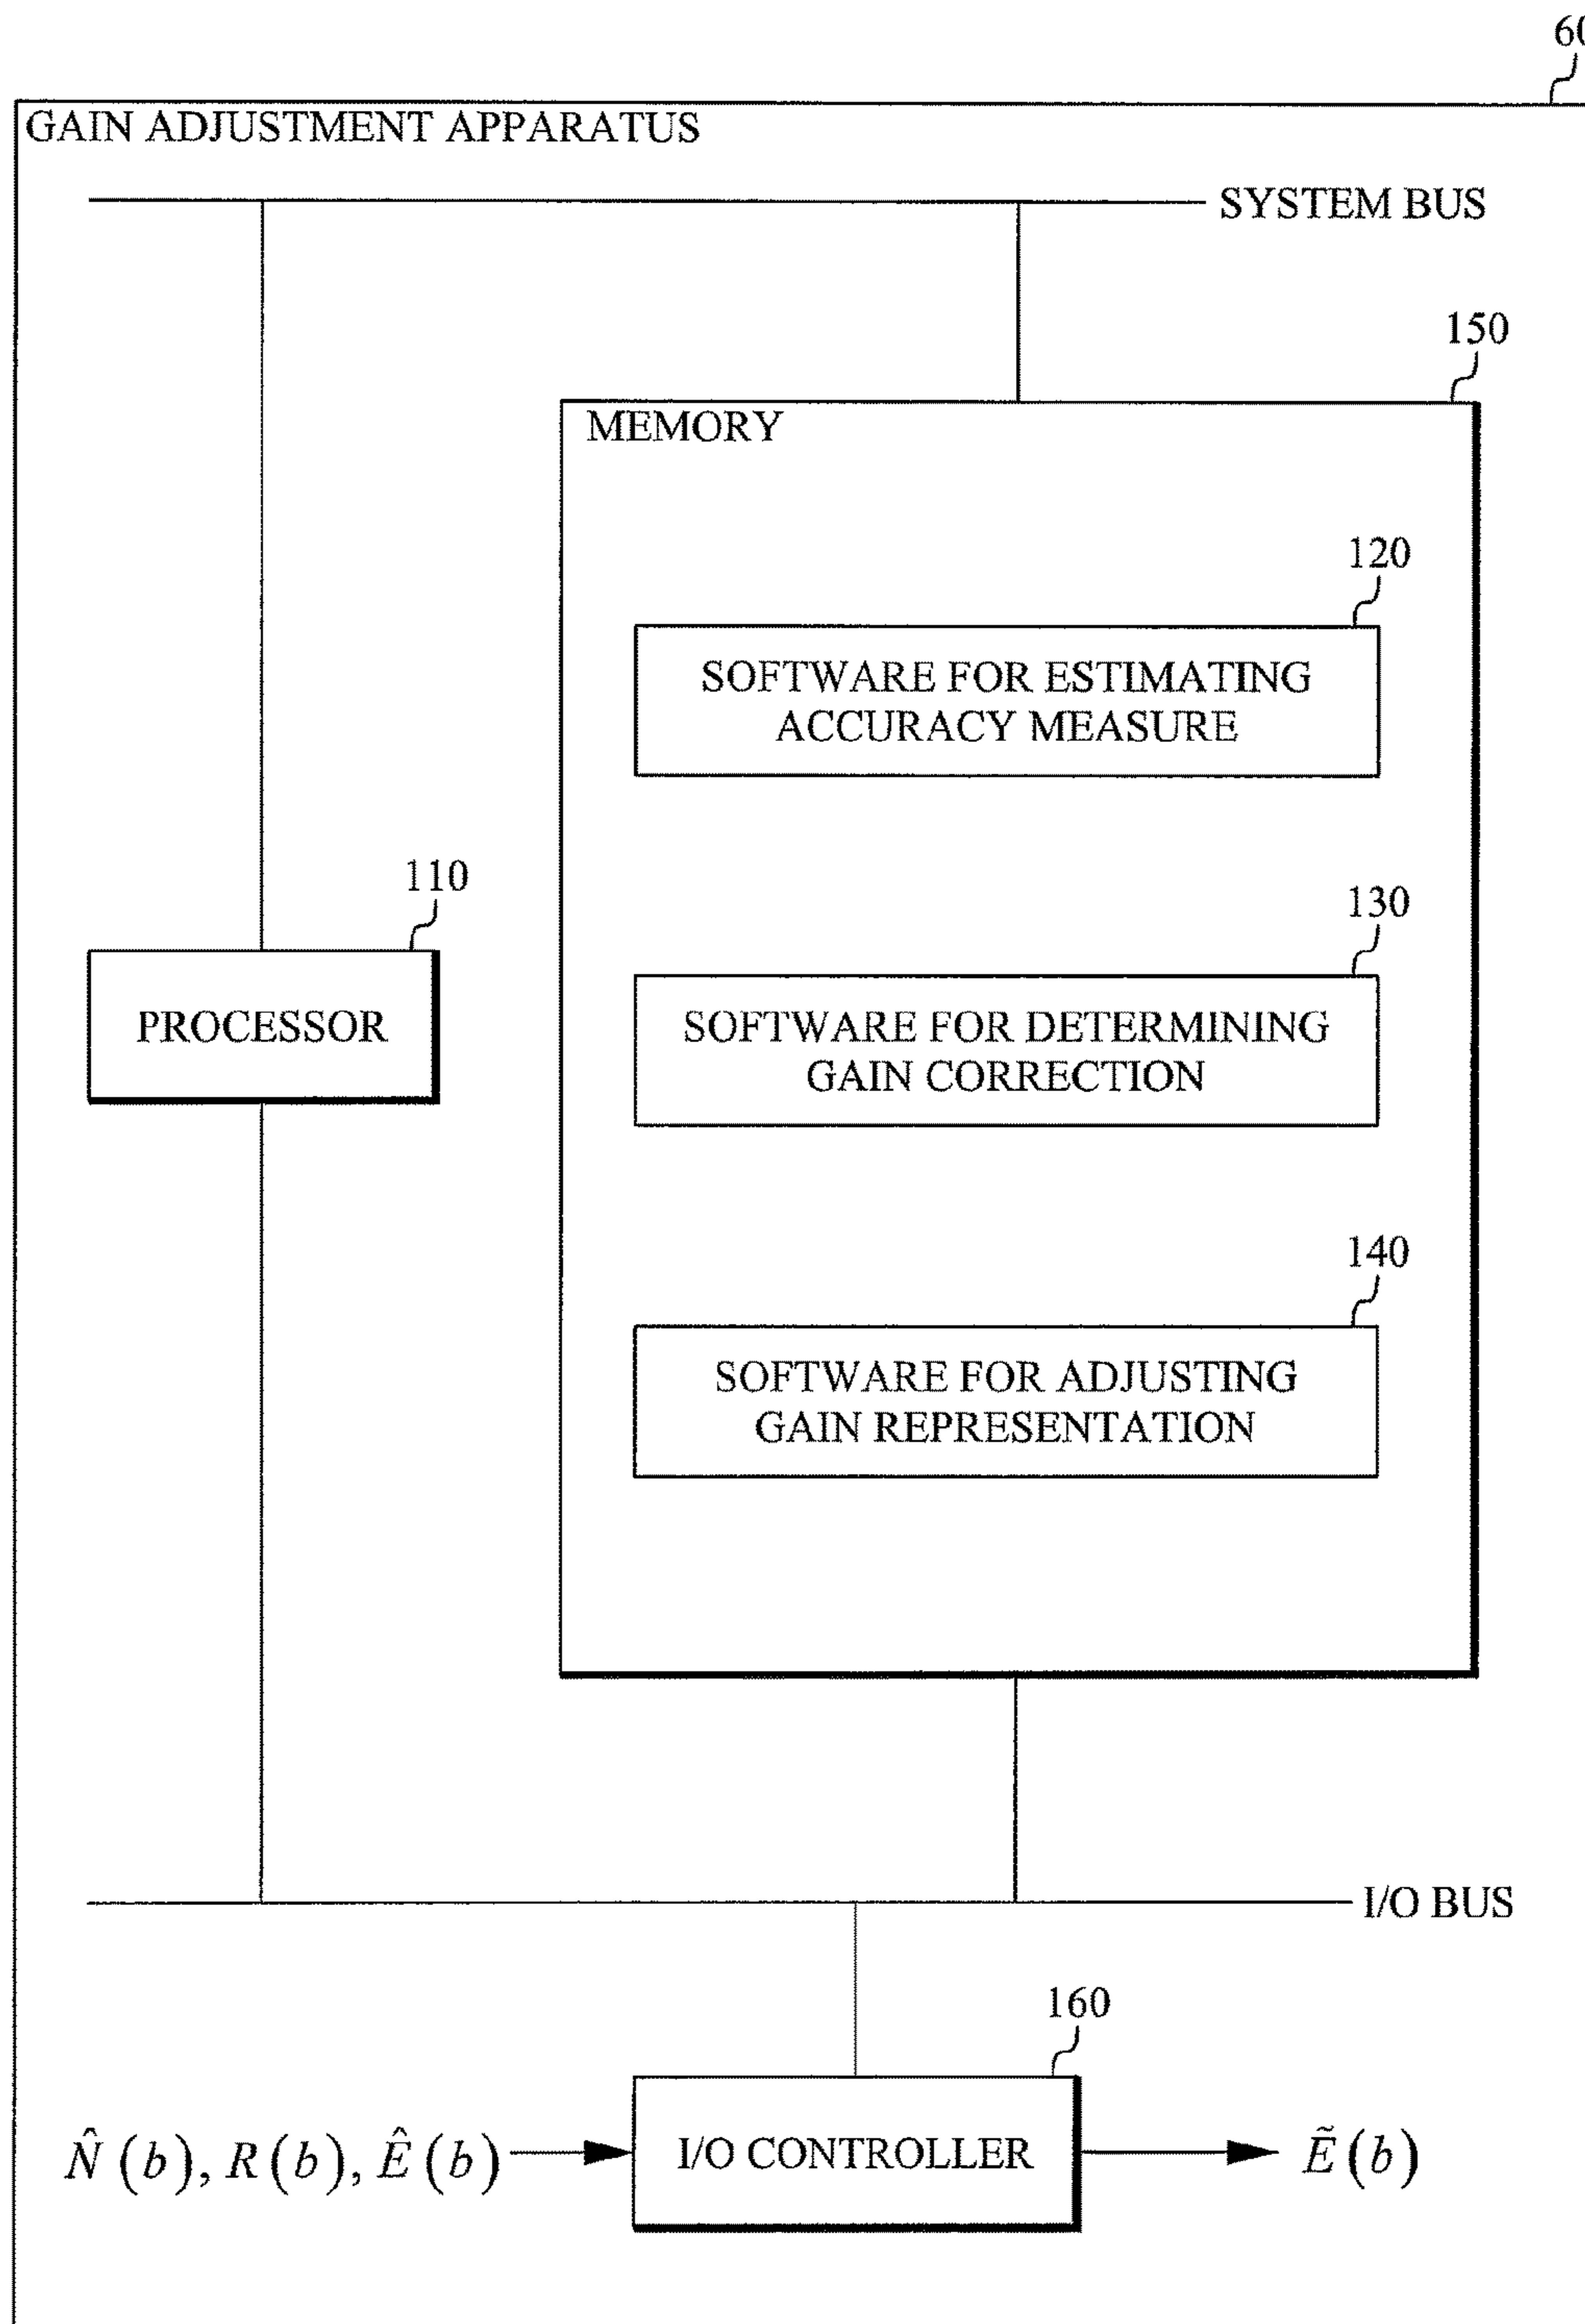 60
GAIN ADJUSTMENT APPARATUS
SYSTEM BUS
150
MEMORY
120
SOFTWARE FOR ESTIMATING
ACCURACY MEASURE
110
PROCESSOR
130
SOFTWARE FOR DETERMINING
GAIN CORRECTION
140
SOFTWARE FOR ADJUSTING
GAIN REPRESENTATION
I/O BUS
160
N̂(b), R(b), Ê(b)
I/O CONTROLLER
Ẽ(b)